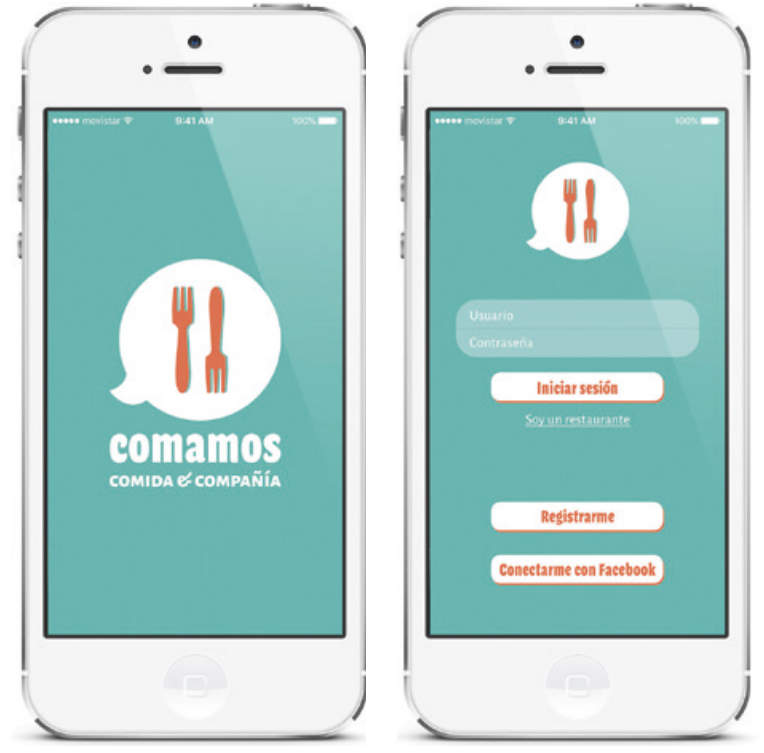 movistar 9:41 AM 100%
comamos
COMIDA & COMPAÑÍA
movistar 9:41 AM 100%
Usuario
Contraseña
Iniciar sesión
Soy un restaurante
Registrarme
Conectarme con Facebook